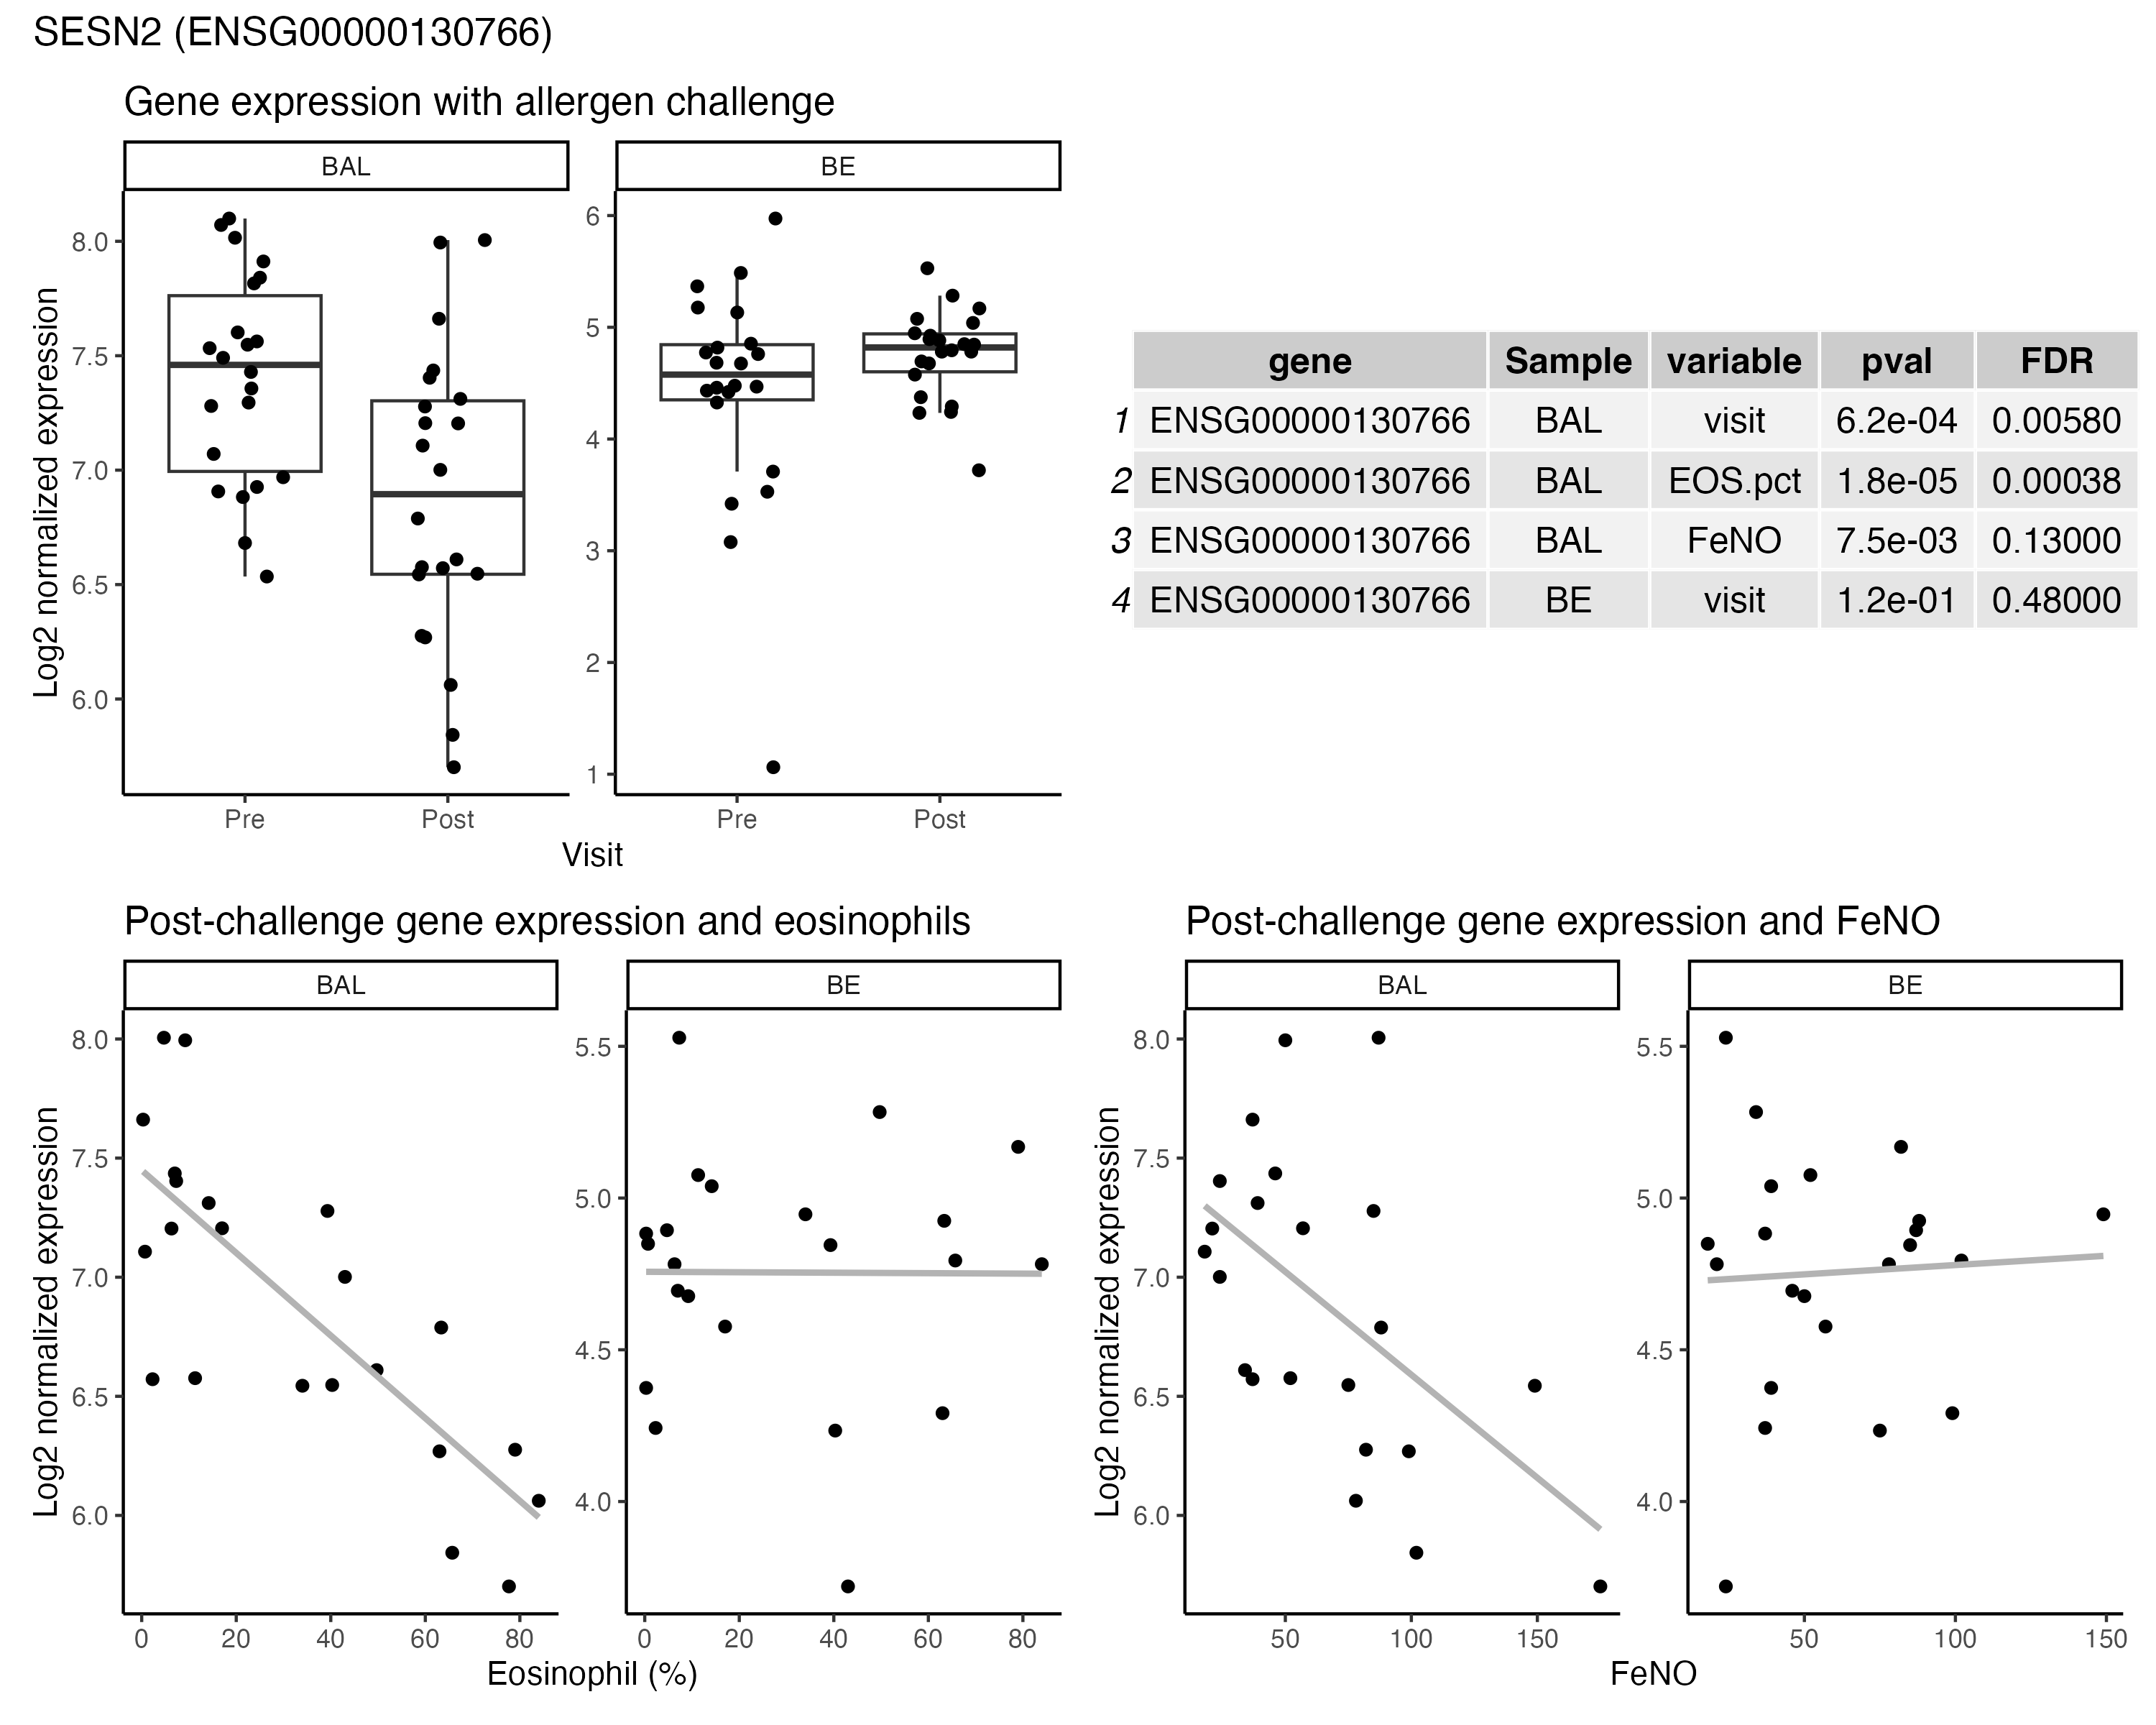 SESN2 (ENSG00000130766)
Gene expression with allergen challenge
BAL
BE
Log2 normalized expression
8.0
7.5
7.0
6.5
6.0
6
5
4
3
2
1
Pre
Post
Pre
Post
Visit
gene Sample variable pval FDR
1 ENSG00000130766 BAL visit 6.2e-04 0.00580
2 ENSG00000130766 BAL EOS.pct 1.8e-05 0.00038
3 ENSG00000130766 BAL FeNO 7.5e-03 0.13000
4 ENSG00000130766 BE visit 1.2e-01 0.48000
Post-challenge gene expression and eosinophils
BAL
BE
Log2 normalized expression
8.0
7.5
7.0
6.5
6.0
5.5
5.0
4.5
4.0
0 20 40 60 80
0 20 40 60 80
Eosinophil (%)
Post-challenge gene expression and FeNO
BAL
BE
Log2 normalized expression
8.0
7.5
7.0
6.5
6.0
5.5
5.0
4.5
4.0
50 100 150
50 100 150
FeNO